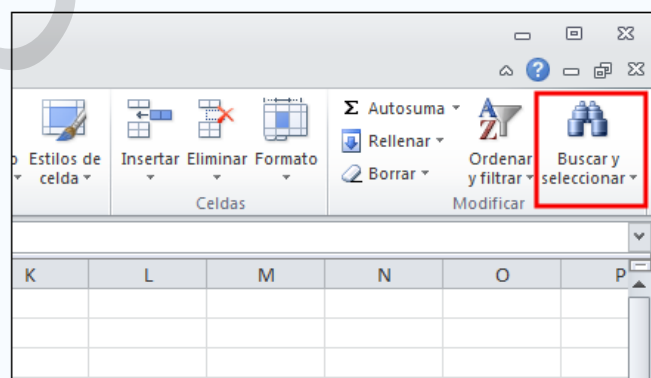 Σ Autosuma
Rellenar
Borrar
Estilos de
celda
Insertar
Eliminar
Formato
Ordenar
y filtrar
Buscar y
seleccionar
Celdas
Modificar
K L M N O P